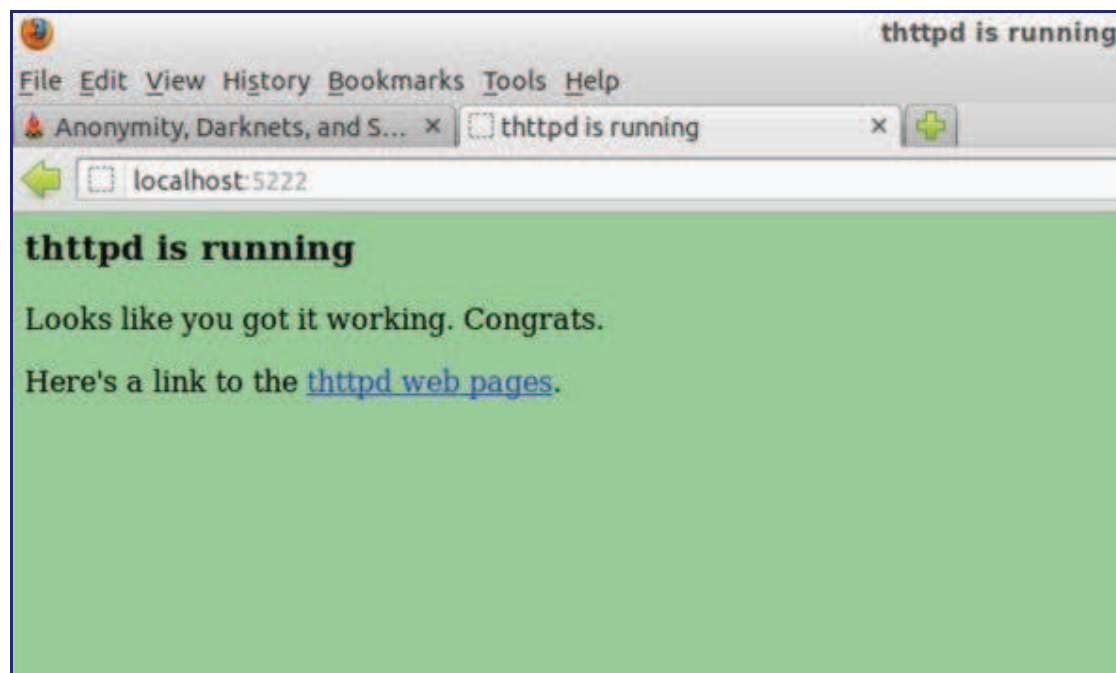 thttpd is running
File Edit View History Bookmarks Tools Help
Anonymity, Darknets, and S... × thttpd is running ×
localhost:5222
thttpd is running
Looks like you got it working. Congrats.
Here's a link to the thttpd web pages.